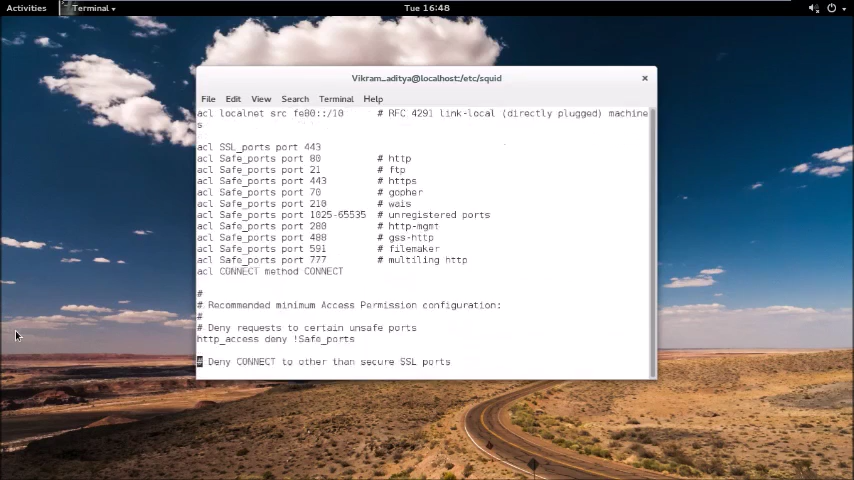 Activities Terminal Tue 16:48
Vikram_aditya@localhost:/etc/squid
File Edit View Search Terminal Help
acl localnet src fe80::/10 # RFC 4291 link-local (directly plugged) machine
s
acl SSL_ports port 443
acl Safe_ports port 80 # http
acl Safe_ports port 21 # ftp
acl Safe_ports port 443 # https
acl Safe_ports port 70 # gopher
acl Safe_ports port 210 # wais
acl Safe_ports port 1025-65535 # unregistered ports
acl Safe_ports port 280 # http-mgmt
acl Safe_ports port 488 # gss-http
acl Safe_ports port 591 # filemaker
acl Safe_ports port 777 # multiling http
acl CONNECT method CONNECT
#
# Recommended minimum Access Permission configuration:
#
# Deny requests to certain unsafe ports
http_access deny !Safe_ports
# Deny CONNECT to other than secure SSL ports